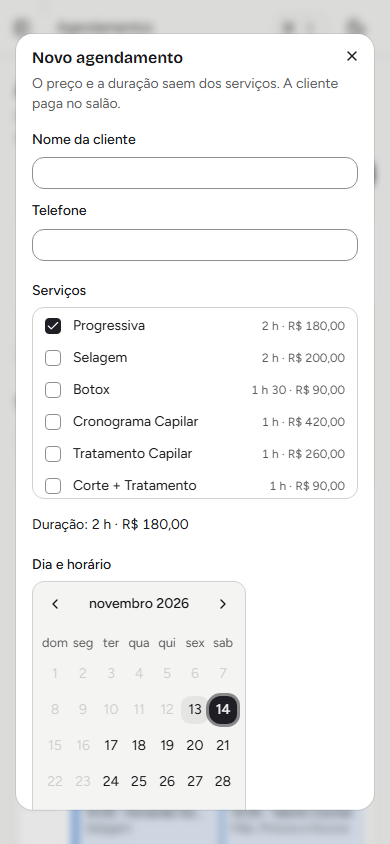 Agendamentos
Novo agendamento
O preço e a duração saem dos serviços. A cliente
paga no salão.
Nome da cliente
Telefone
Serviços
Progressiva 2 h · R$ 180,00
Selagem 2 h · R$ 200,00
Botox 1 h 30 · R$ 90,00
Cronograma Capilar 1 h · R$ 420,00
Tratamento Capilar 1 h · R$ 260,00
Corte + Tratamento 1 h · R$ 90,00
Duração: 2 h · R$ 180,00
Dia e horário
novembro 2026
dom seg ter qua qui sex sab
1 2 3 4 5 6 7
8 9 10 11 12 13 14
15 16 17 18 19 20 21
22 23 24 25 26 27 28
Selagem